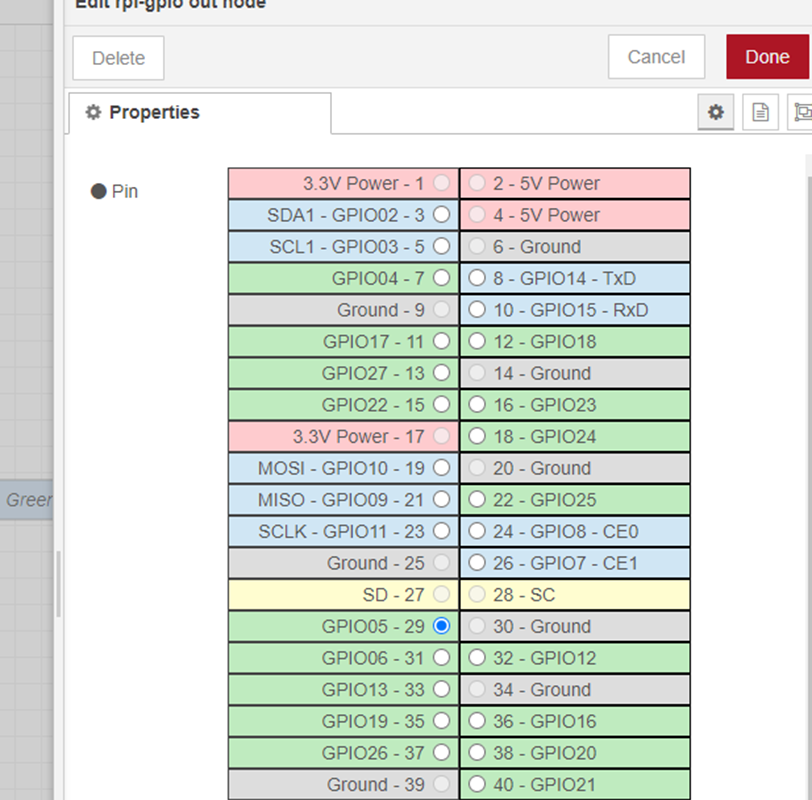 Edit rpi-gpio out node
Delete
Cancel
Done
Properties
Pin
3.3V Power - 1 2 - 5V Power
SDA1 - GPIO02 - 3 4 - 5V Power
SCL1 - GPIO03 - 5 6 - Ground
GPIO04 - 7 8 - GPIO14 - TxD
Ground - 9 10 - GPIO15 - RxD
GPIO17 - 11 12 - GPIO18
GPIO27 - 13 14 - Ground
GPIO22 - 15 16 - GPIO23
3.3V Power - 17 18 - GPIO24
MOSI - GPIO10 - 19 20 - Ground
MISO - GPIO09 - 21 22 - GPIO25
SCLK - GPIO11 - 23 24 - GPIO8 - CE0
Ground - 25 26 - GPIO7 - CE1
SD - 27 28 - SC
GPIO05 - 29 30 - Ground
GPIO06 - 31 32 - GPIO12
GPIO13 - 33 34 - Ground
GPIO19 - 35 36 - GPIO16
GPIO26 - 37 38 - GPIO20
Ground - 39 40 - GPIO21